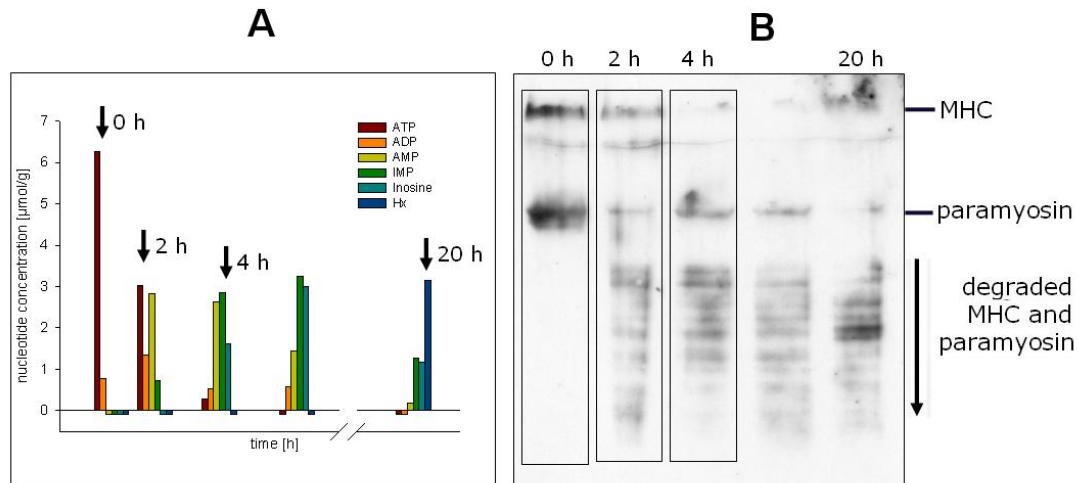 A
B
0 h
2 h
4 h
20 h
7
6
5
4
3
2
1
0
nucleotide concentration [µmol/g]
0 h
2 h
4 h
20 h
ATP
ADP
AMP
IMP
Inosine
Hx
time [h]
MHC
paramyosin
degraded
MHC and
paramyosin